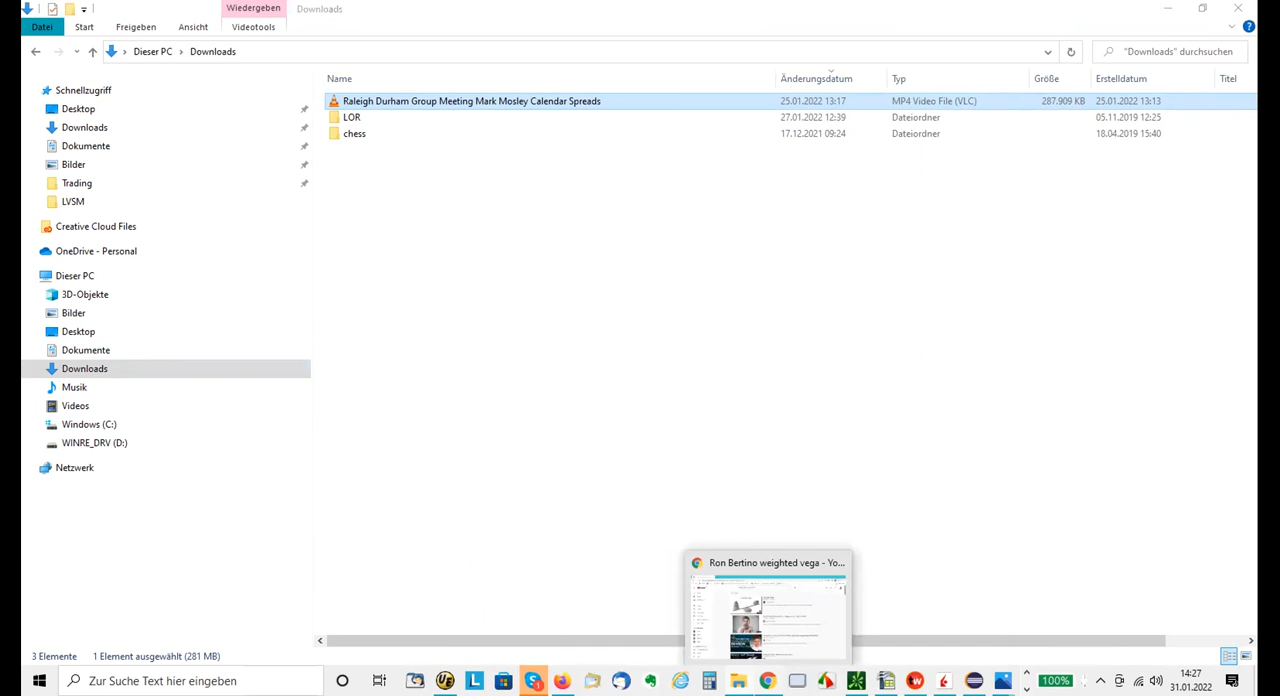 Wiedergeben
Downloads
Datei
Start
Freigeben
Ansicht
Videotools
Dieser PC
Downloads
"Downloads" durchsuchen
Name
Änderungsdatum
Typ
Größe
Erstelldatum
Titel
Raleigh Durham Group Meeting Mark Mosley Calendar Spreads
25.01.2022 13:17
MP4 Video File (VLC)
287.909 KB
25.01.2022 13:13
LOR
27.01.2022 12:39
Dateiordner
05.11.2019 12:25
chess
17.12.2021 09:24
Dateiordner
18.04.2019 15:40
Schnellzugriff
Desktop
Downloads
Dokumente
Bilder
Trading
LVSM
Creative Cloud Files
OneDrive - Personal
Dieser PC
3D-Objekte
Bilder
Desktop
Dokumente
Downloads
Musik
Videos
Windows (C:)
WINRE_DRV (D:)
Netzwerk
Ron Bertino weighted vega - Yo...
3 Elemente
1 Element ausgewählt (281 MB)
Zur Suche Text hier eingeben
100%
14:27
31.01.2022